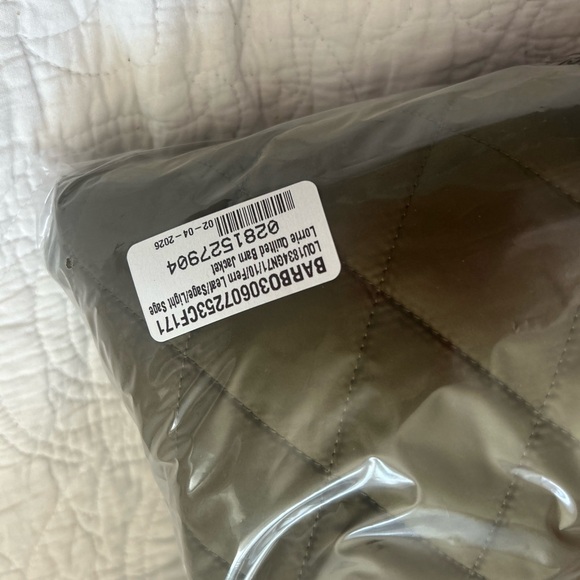 BARBO30607253CF171
LQU1834GN71/10/Fern Leaf/Sage/Light Sage
Lorrie Quilted Barn Jacket
0281527904
02-04-2026